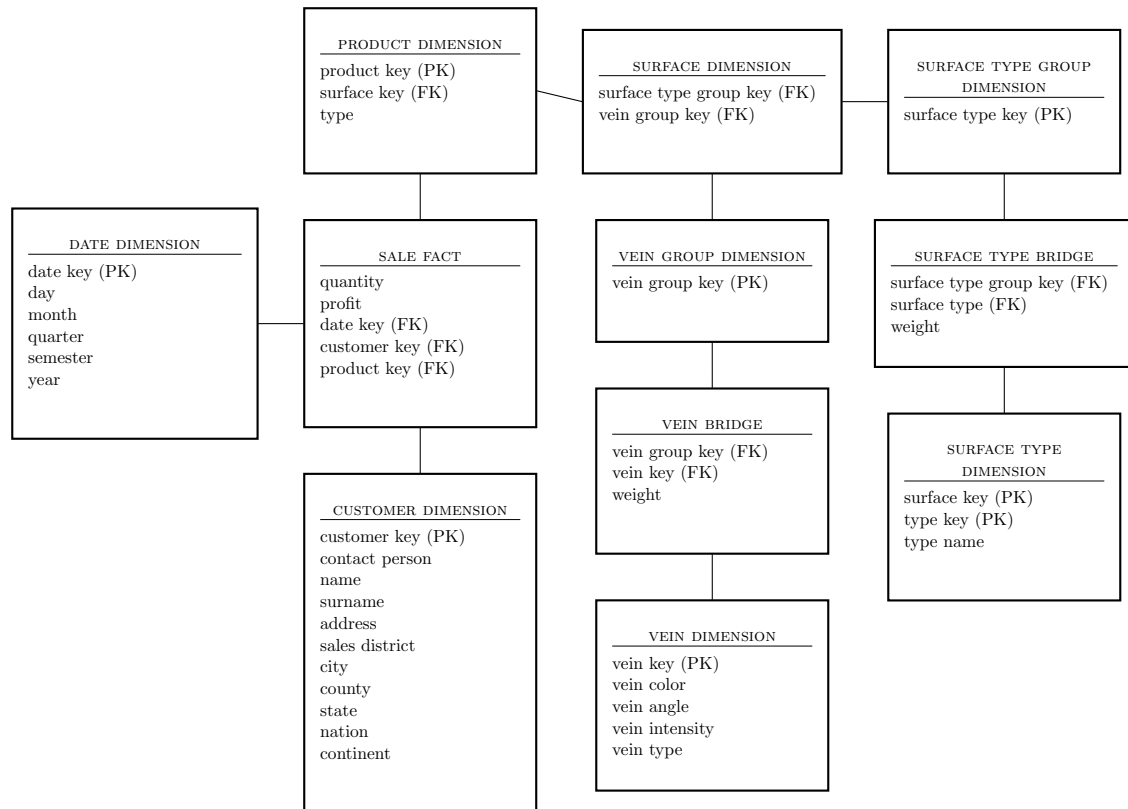 PRODUCT DIMENSION
product key (PK)
surface key (FK)
type
SURFACE DIMENSION
surface type group key (FK)
vein group key (FK)
SURFACE TYPE GROUP
DIMENSION
surface type key (PK)
DATE DIMENSION
date key (PK)
day
month
quarter
semester
year
SALE FACT
quantity
profit
date key (FK)
customer key (FK)
product key (FK)
VEIN GROUP DIMENSION
vein group key (PK)
SURFACE TYPE BRIDGE
surface type group key (FK)
surface type (FK)
weight
VEIN BRIDGE
vein group key (FK)
vein key (FK)
weight
SURFACE TYPE
DIMENSION
surface key (PK)
type key (PK)
type name
CUSTOMER DIMENSION
customer key (PK)
contact person
name
surname
address
sales district
city
county
state
nation
continent
VEIN DIMENSION
vein key (PK)
vein color
vein angle
vein intensity
vein type